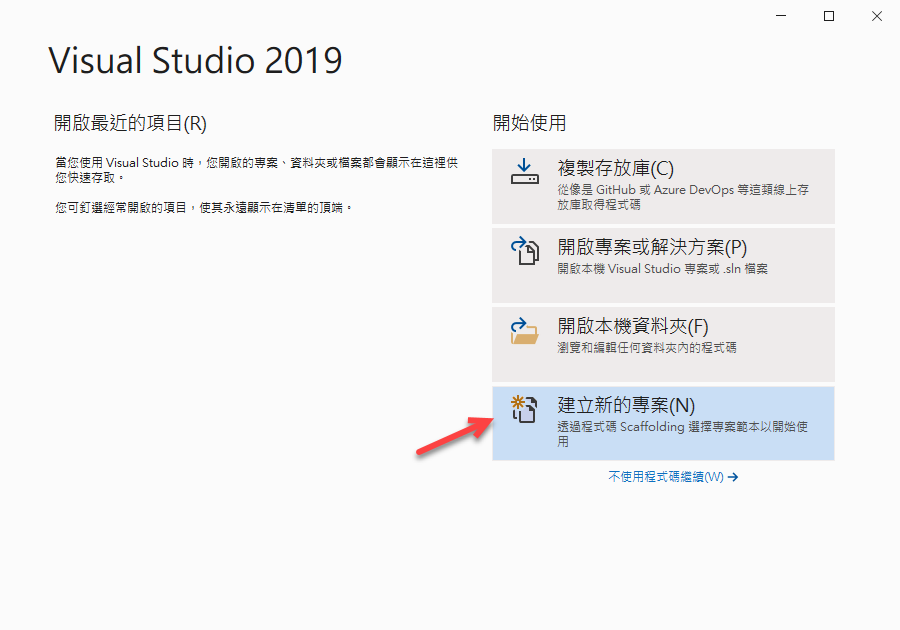 Visual Studio 2019
開啟最近的項目(R)
當您使用 Visual Studio 時，您開啟的專案、資料夾或檔案都會顯示在這裡供
您快速存取。
您可釘選經常開啟的項目，使其永遠顯示在清單的頂端。
開始使用
複製存放庫(C)
從像是 GitHub 或 Azure DevOps 等這類線上存
放庫取得程式碼
開啟專案或解決方案(P)
開啟本機 Visual Studio 專案或 .sln 檔案
開啟本機資料夾(F)
瀏覽和編輯任何資料夾內的程式碼
建立新的專案(N)
透過程式碼 Scaffolding 選擇專案範本以開始使
用
不使用程式碼繼續(W) →